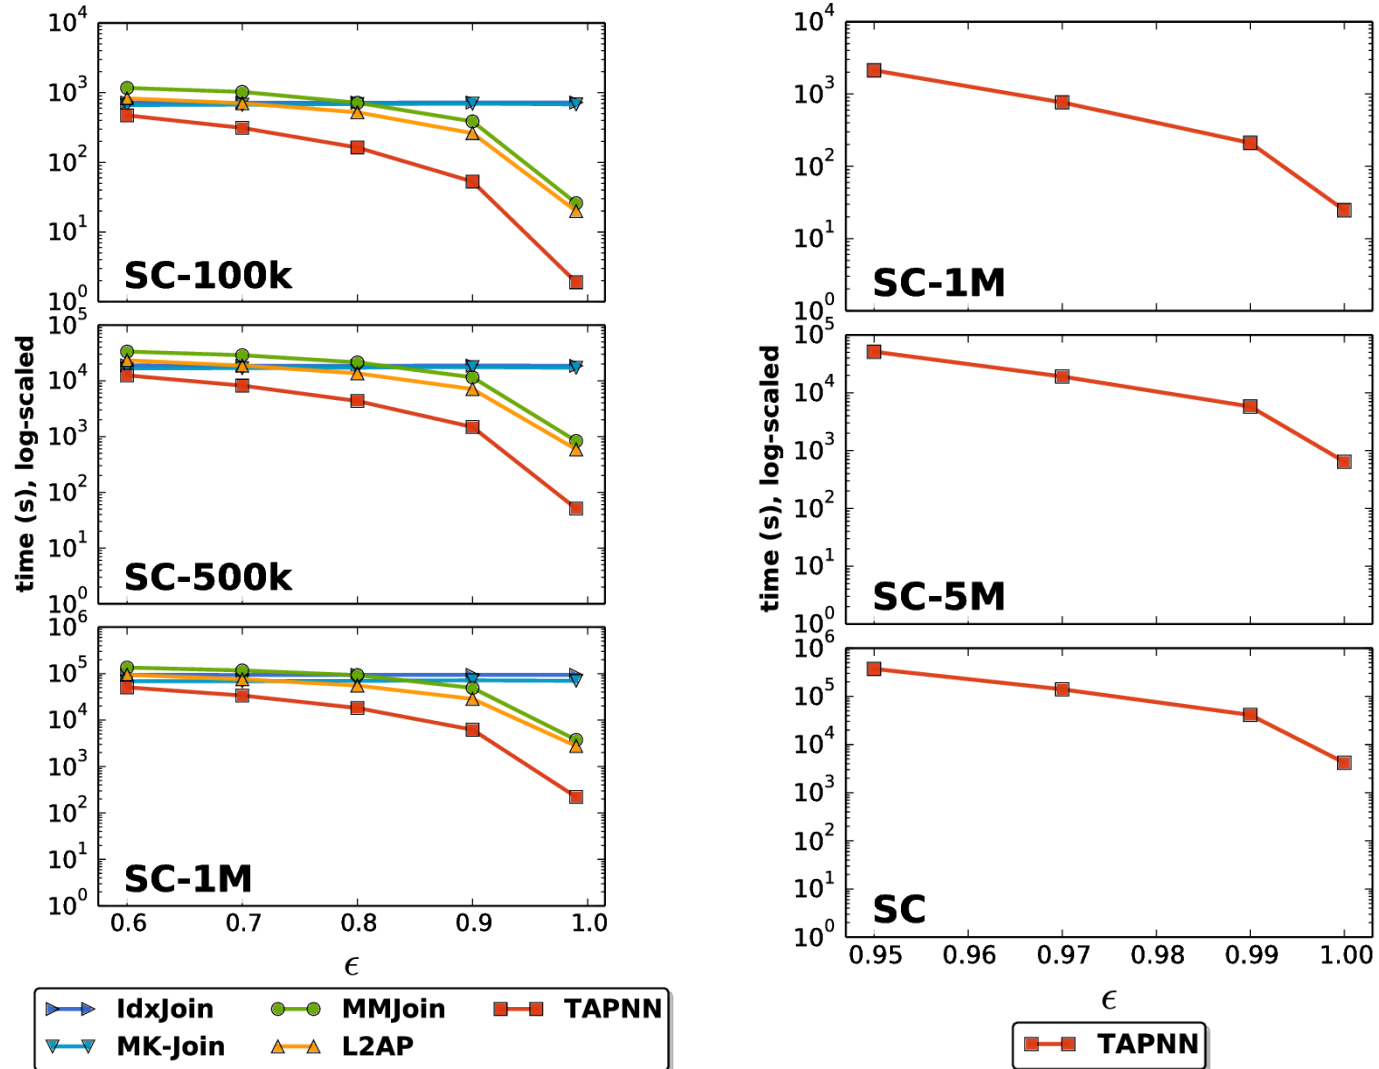 10^4
10^3
10^2
10^1
10^0
SC-100k
10^5
10^4
10^3
10^2
10^1
10^0
SC-500k
10^6
10^5
10^4
10^3
10^2
10^1
10^0
SC-1M
time (s), log-scaled
0.6 0.7 0.8 0.9 1.0
ϵ
IdxJoin MMJoin TAPNN
MK-Join L2AP
10^4
10^3
10^2
10^1
10^0
SC-1M
10^5
10^4
10^3
10^2
10^1
10^0
SC-5M
10^6
10^5
10^4
10^3
10^2
10^1
10^0
SC
time (s), log-scaled
0.95 0.96 0.97 0.98 0.99 1.00
ϵ
TAPNN